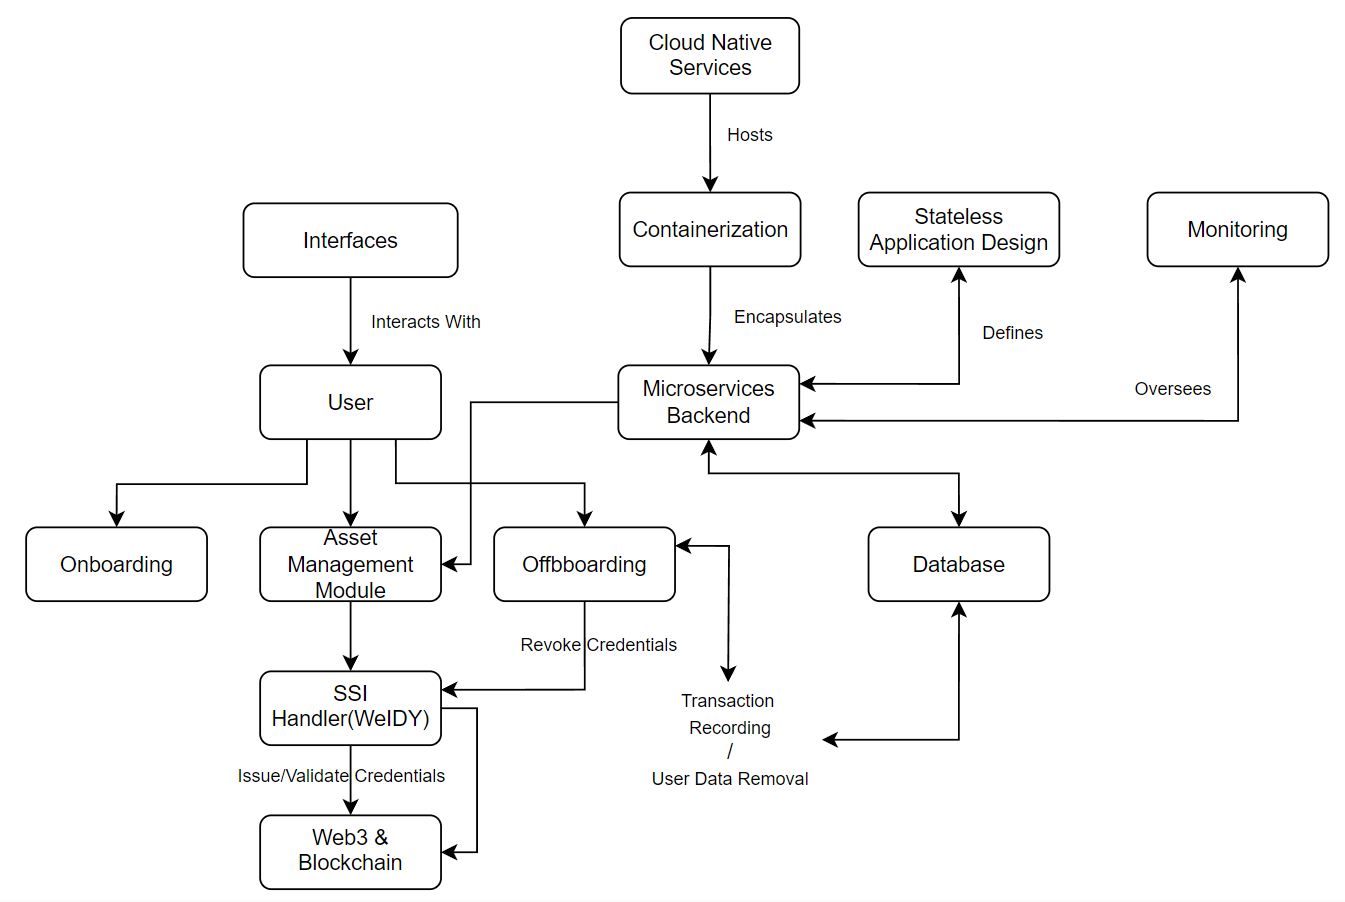 Cloud Native
Services
Hosts
Interfaces
Containerization
Stateless
Application Design
Monitoring
Interacts With
Encapsulates
Defines
User
Microservices
Backend
Oversees
Onboarding
Asset
Management
Module
Offbboarding
Database
Revoke Credentials
SSI
Handler(WeIDY)
Transaction
Recording
/
User Data Removal
Issue/Validate Credentials
Web3 &
Blockchain